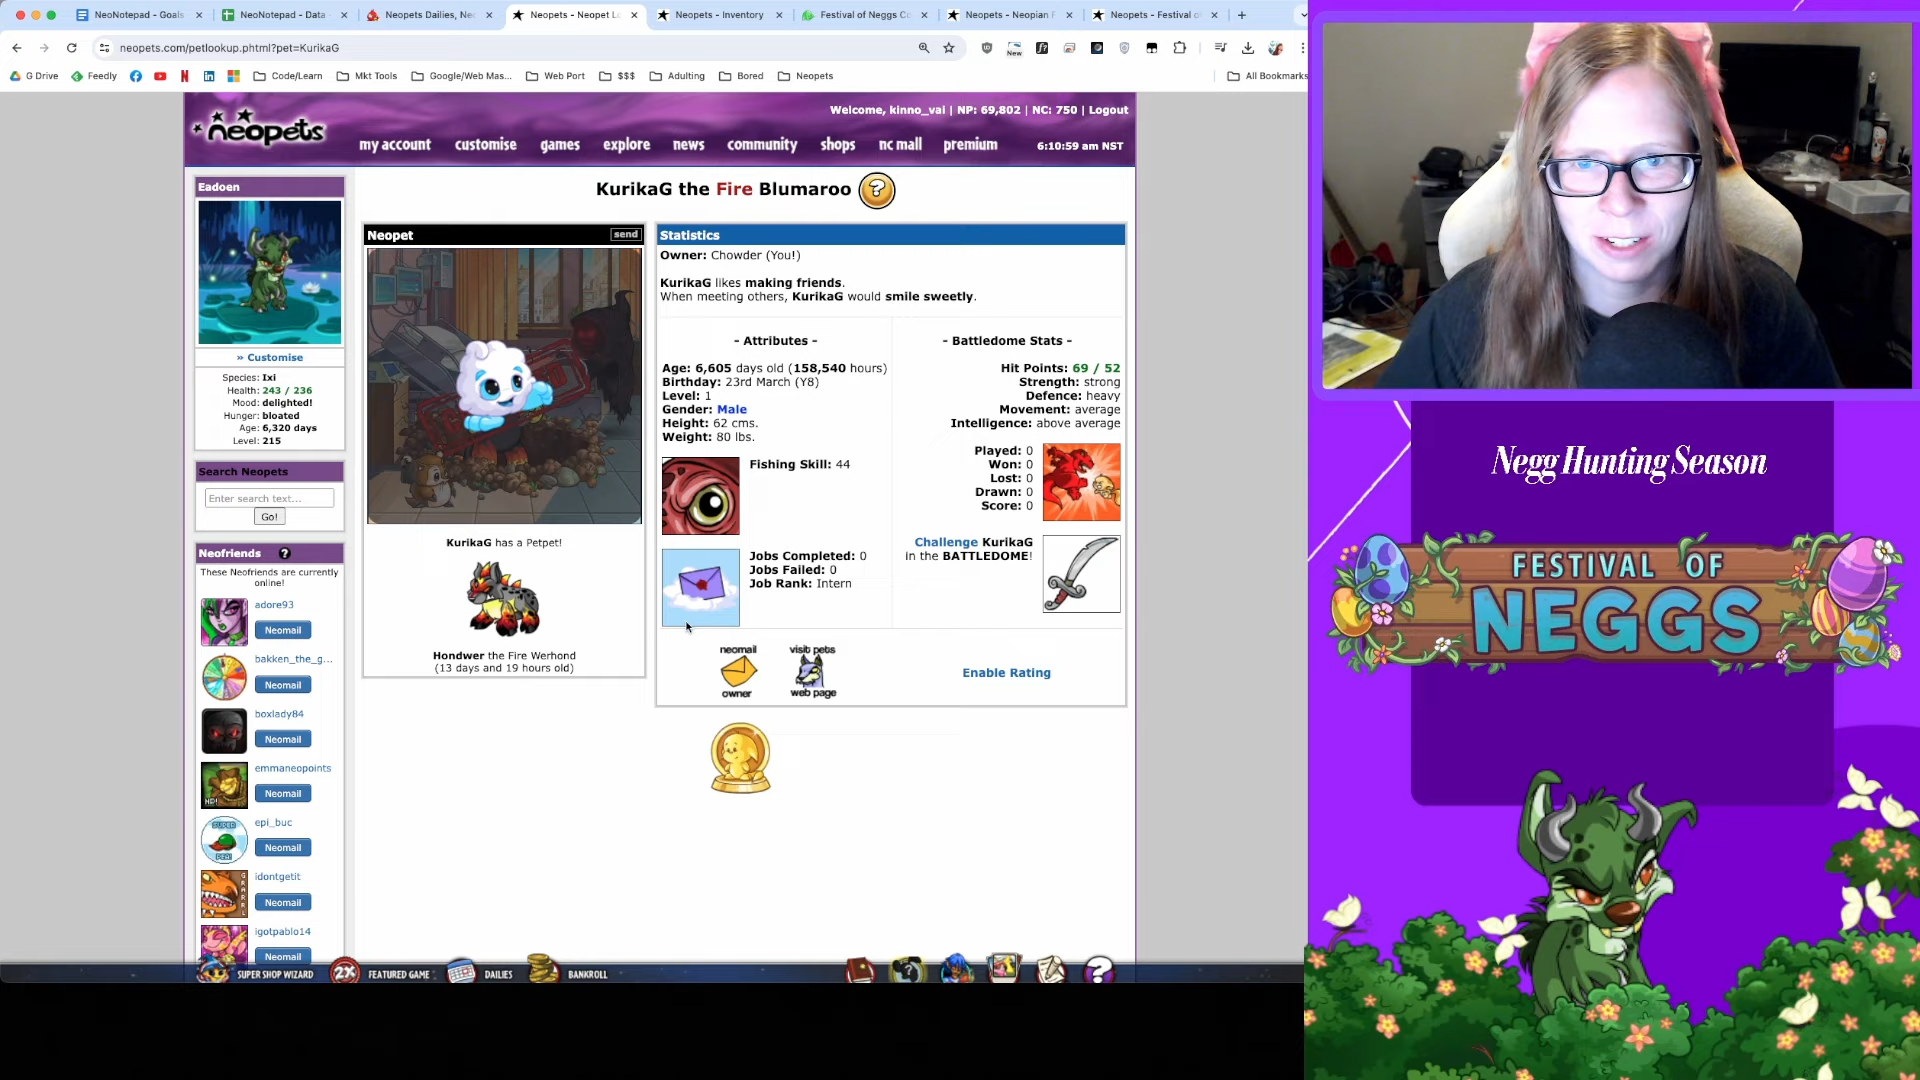 NeoNotepad - Goals
NeoNotepad - Data
Neopets Dailies, Neo
Neopets - Neopet L
Neopets - Inventory
Festival of Neggs C
Neopets - Neopian
Neopets - Festival o
neopets.com/petlookup.phtml?pet=KurikaG
New
G Drive
Feedly
Code/Learn
Mkt Tools
Google/Web Mas...
Web Port
$$$
Adulting
Bored
Neopets
All Bookmarks
neopets
Welcome, kinno_val | NP: 69,802 | NC: 750 | Logout
my account
customise
games
explore
news
community
shops
nc mall
premium
6:10:59 am NST
Eadoen
» Customise
Species: Ixi
Health: 243 / 236
Mood: delighted!
Hunger: bloated
Age: 6,320 days
Level: 215
Search Neopets
Enter search text...
Go!
Neofriends ?
These Neofriends are currently
online!
adore93
Neomail
bakken_the_g...
Neomail
boxlady84
Neomail
emmaneopoints
Neomail
epi_buc
Neomail
idontgetit
Neomail
igotpablo14
Neomail
KurikaG the Fire Blumaroo ?
Neopet
send
KurikaG has a Petpet!
Hondwer the Fire Werhond
(13 days and 19 hours old)
Statistics
Owner: Chowder (You!)
KurikaG likes making friends.
When meeting others, KurikaG would smile sweetly.
- Attributes -
Age: 6,605 days old (158,540 hours)
Birthday: 23rd March (Y8)
Level: 1
Gender: Male
Height: 62 cms.
Weight: 80 lbs.
Fishing Skill: 44
Jobs Completed: 0
Jobs Failed: 0
Job Rank: Intern
- Battledome Stats -
Hit Points: 69 / 52
Strength: strong
Defence: heavy
Movement: average
Intelligence: above average
Played: 0
Won: 0
Lost: 0
Drawn: 0
Score: 0
Challenge KurikaG
in the BATTLEDOME!
neomail
owner
visit pets
web page
Enable Rating
SUPER SHOP WIZARD
2X
FEATURED GAME
DAILIES
BANKROLL
?
Negg Hunting Season
FESTIVAL OF
NEGGS